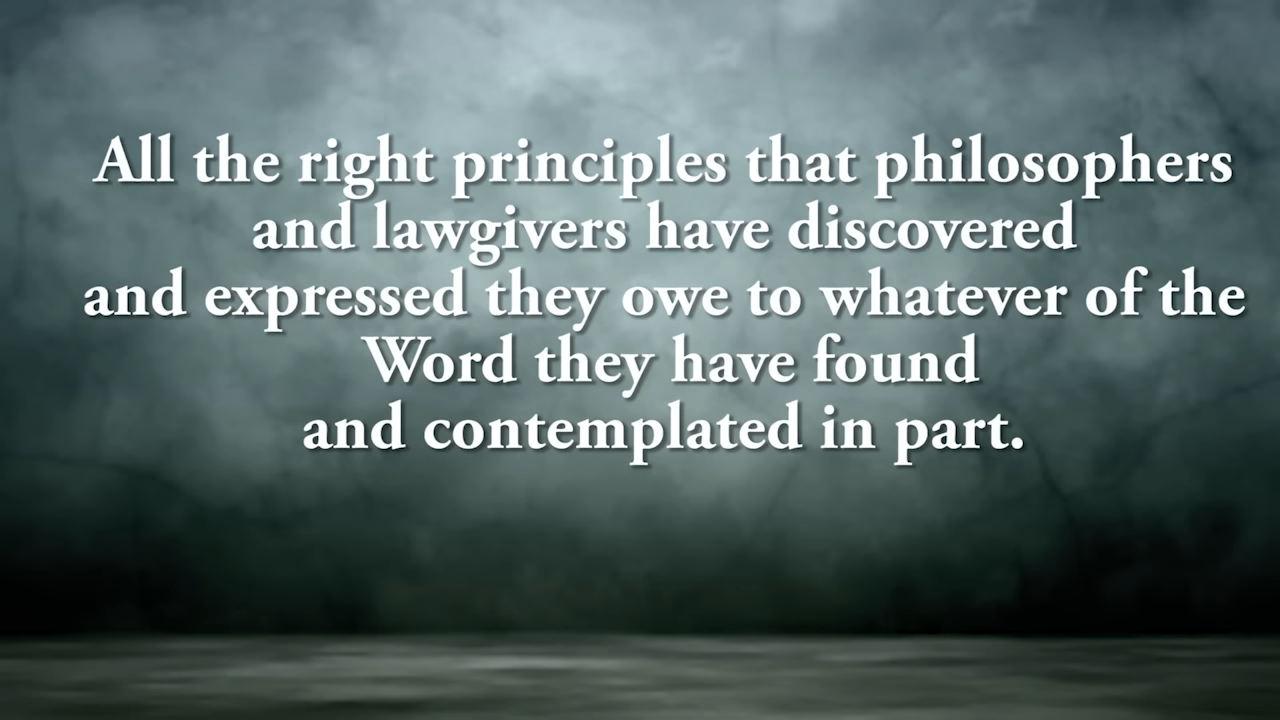 All the right principles that philosophers
and lawgivers have discovered
and expressed they owe to whatever of the
Word they have found
and contemplated in part.